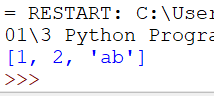 = RESTART: C:\User
01\3 Python Progra
[1, 2, 'ab']
>>>